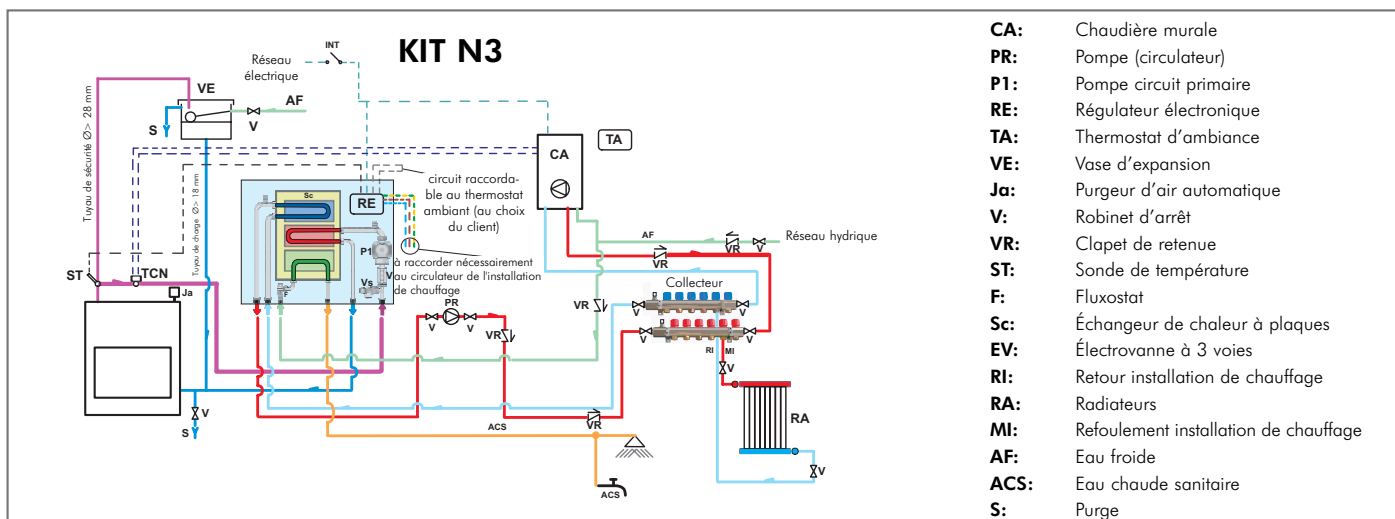 KIT N3
INT
Réseau
électrique
VE
AF
V
S
Tuyau de sécurité Ø> 28 mm
Tuyau de charge Ø> 18 mm
TA
CA
Sc
RE
circuit raccorda-
ble au thermostat
ambiant (au choix
du client)
P1
à raccorder nécessairement
au circulateur de l'installation
de chauffage
V
Vs
F
ST
TCN
Ja
AF
VR
V
Réseau hydrique
VR
Collecteur
VR
V
V
PR
V
V
VR
V
V
RI
MI
V
RA
V
VR
ACS
ACS
V
S
CA: Chaudière murale
PR: Pompe (circulateur)
P1: Pompe circuit primaire
RE: Régulateur électronique
TA: Thermostat d’ambiance
VE: Vase d’expansion
Ja: Purgeur d’air automatique
V: Robinet d’arrêt
VR: Clapet de retenue
ST: Sonde de température
F: Fluxostat
Sc: Échangeur de chaleur à plaques
EV: Électrovanne à 3 voies
RI: Retour installation de chauffage
RA: Radiateurs
MI: Refoulement installation de chauffage
AF: Eau froide
ACS: Eau chaude sanitaire
S: Purge